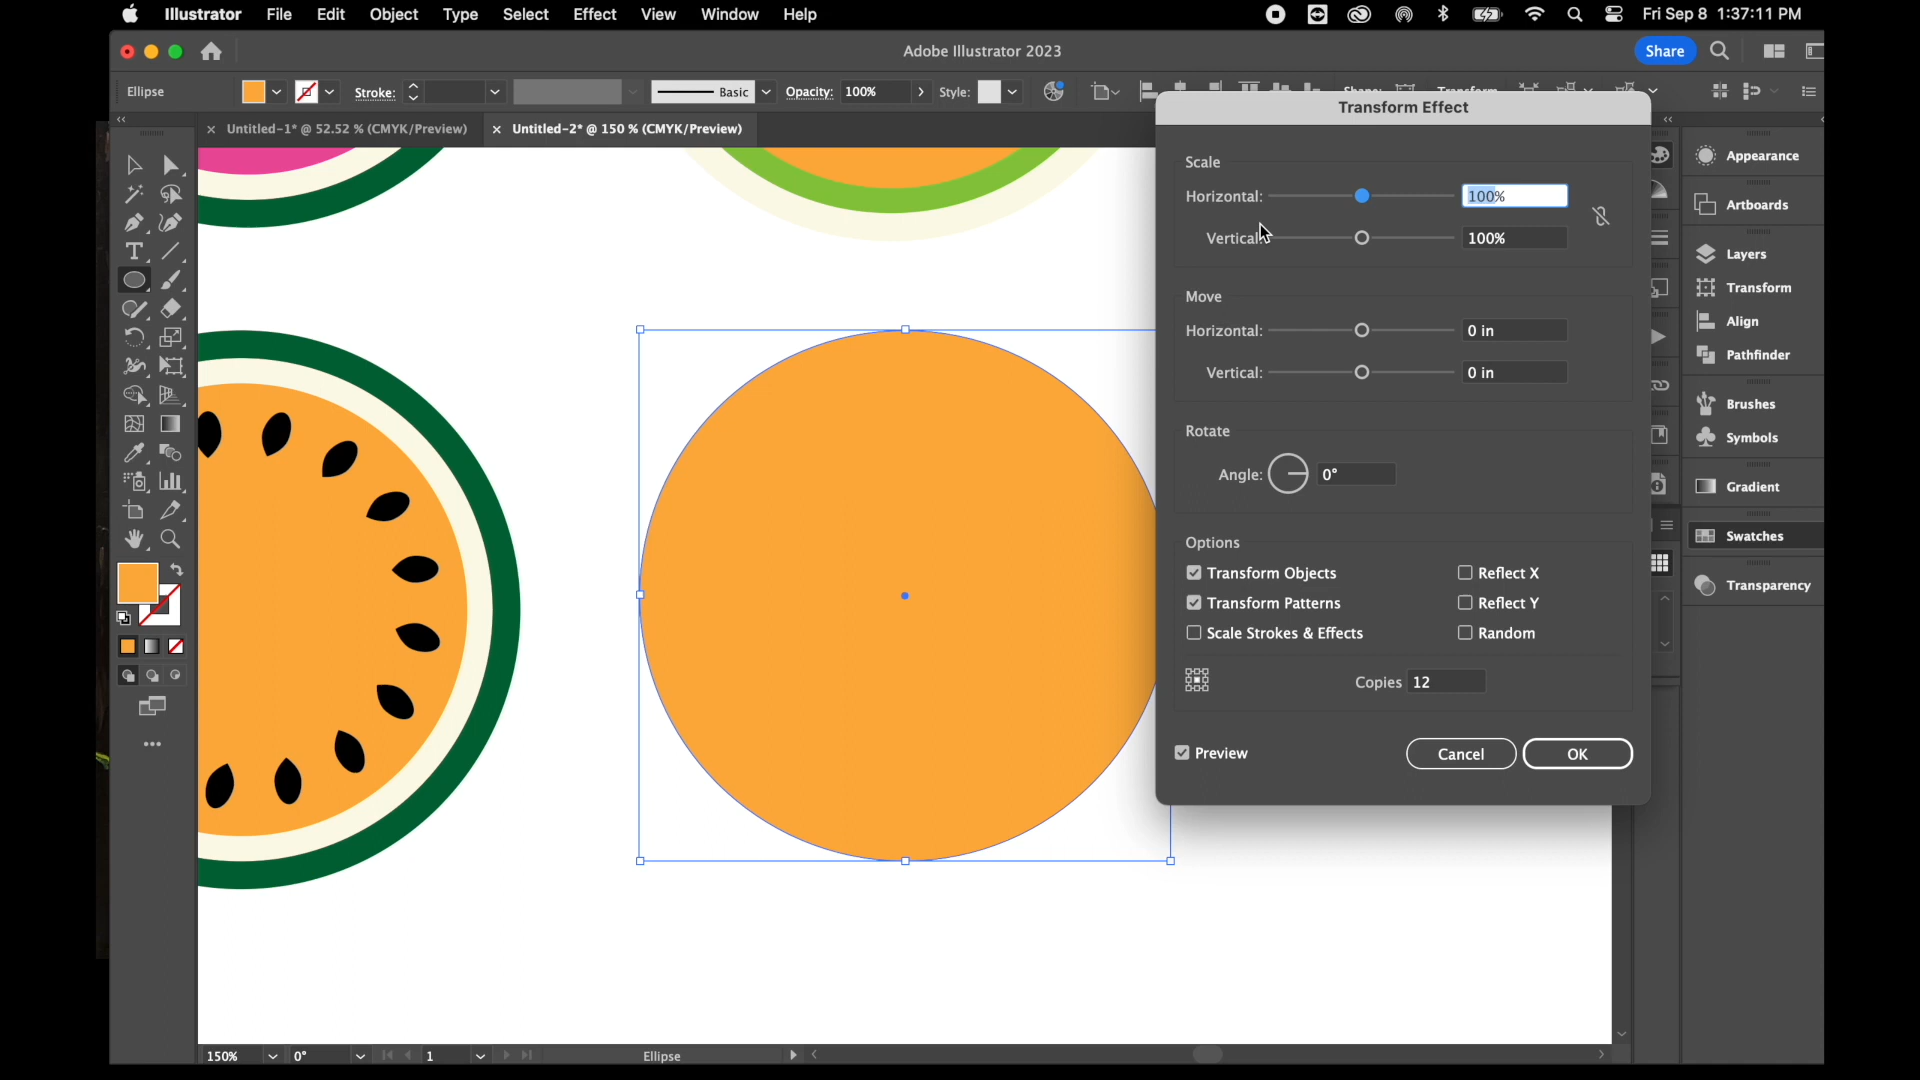 Illustrator File Edit Object Type Select Effect View Window Help Fri Sep 8 1:37:11 PM
Adobe Illustrator 2023 Share
Ellipse Stroke: Basic Opacity: 100% Style:
× Untitled-1* @ 52.52 % (CMYK/Preview) × Untitled-2* @ 150 % (CMYK/Preview)
Transform Effect
Scale
Horizontal: 100%
Vertical: 100%
Move
Horizontal: 0 in
Vertical: 0 in
Rotate
Angle: 0°
Options
Transform Objects Reflect X
Transform Patterns Reflect Y
Scale Strokes & Effects Random
Copies 12
Preview Cancel OK
Appearance
Artboards
Layers
Transform
Align
Pathfinder
Brushes
Symbols
Gradient
Swatches
Transparency
150% 0° 1 Ellipse